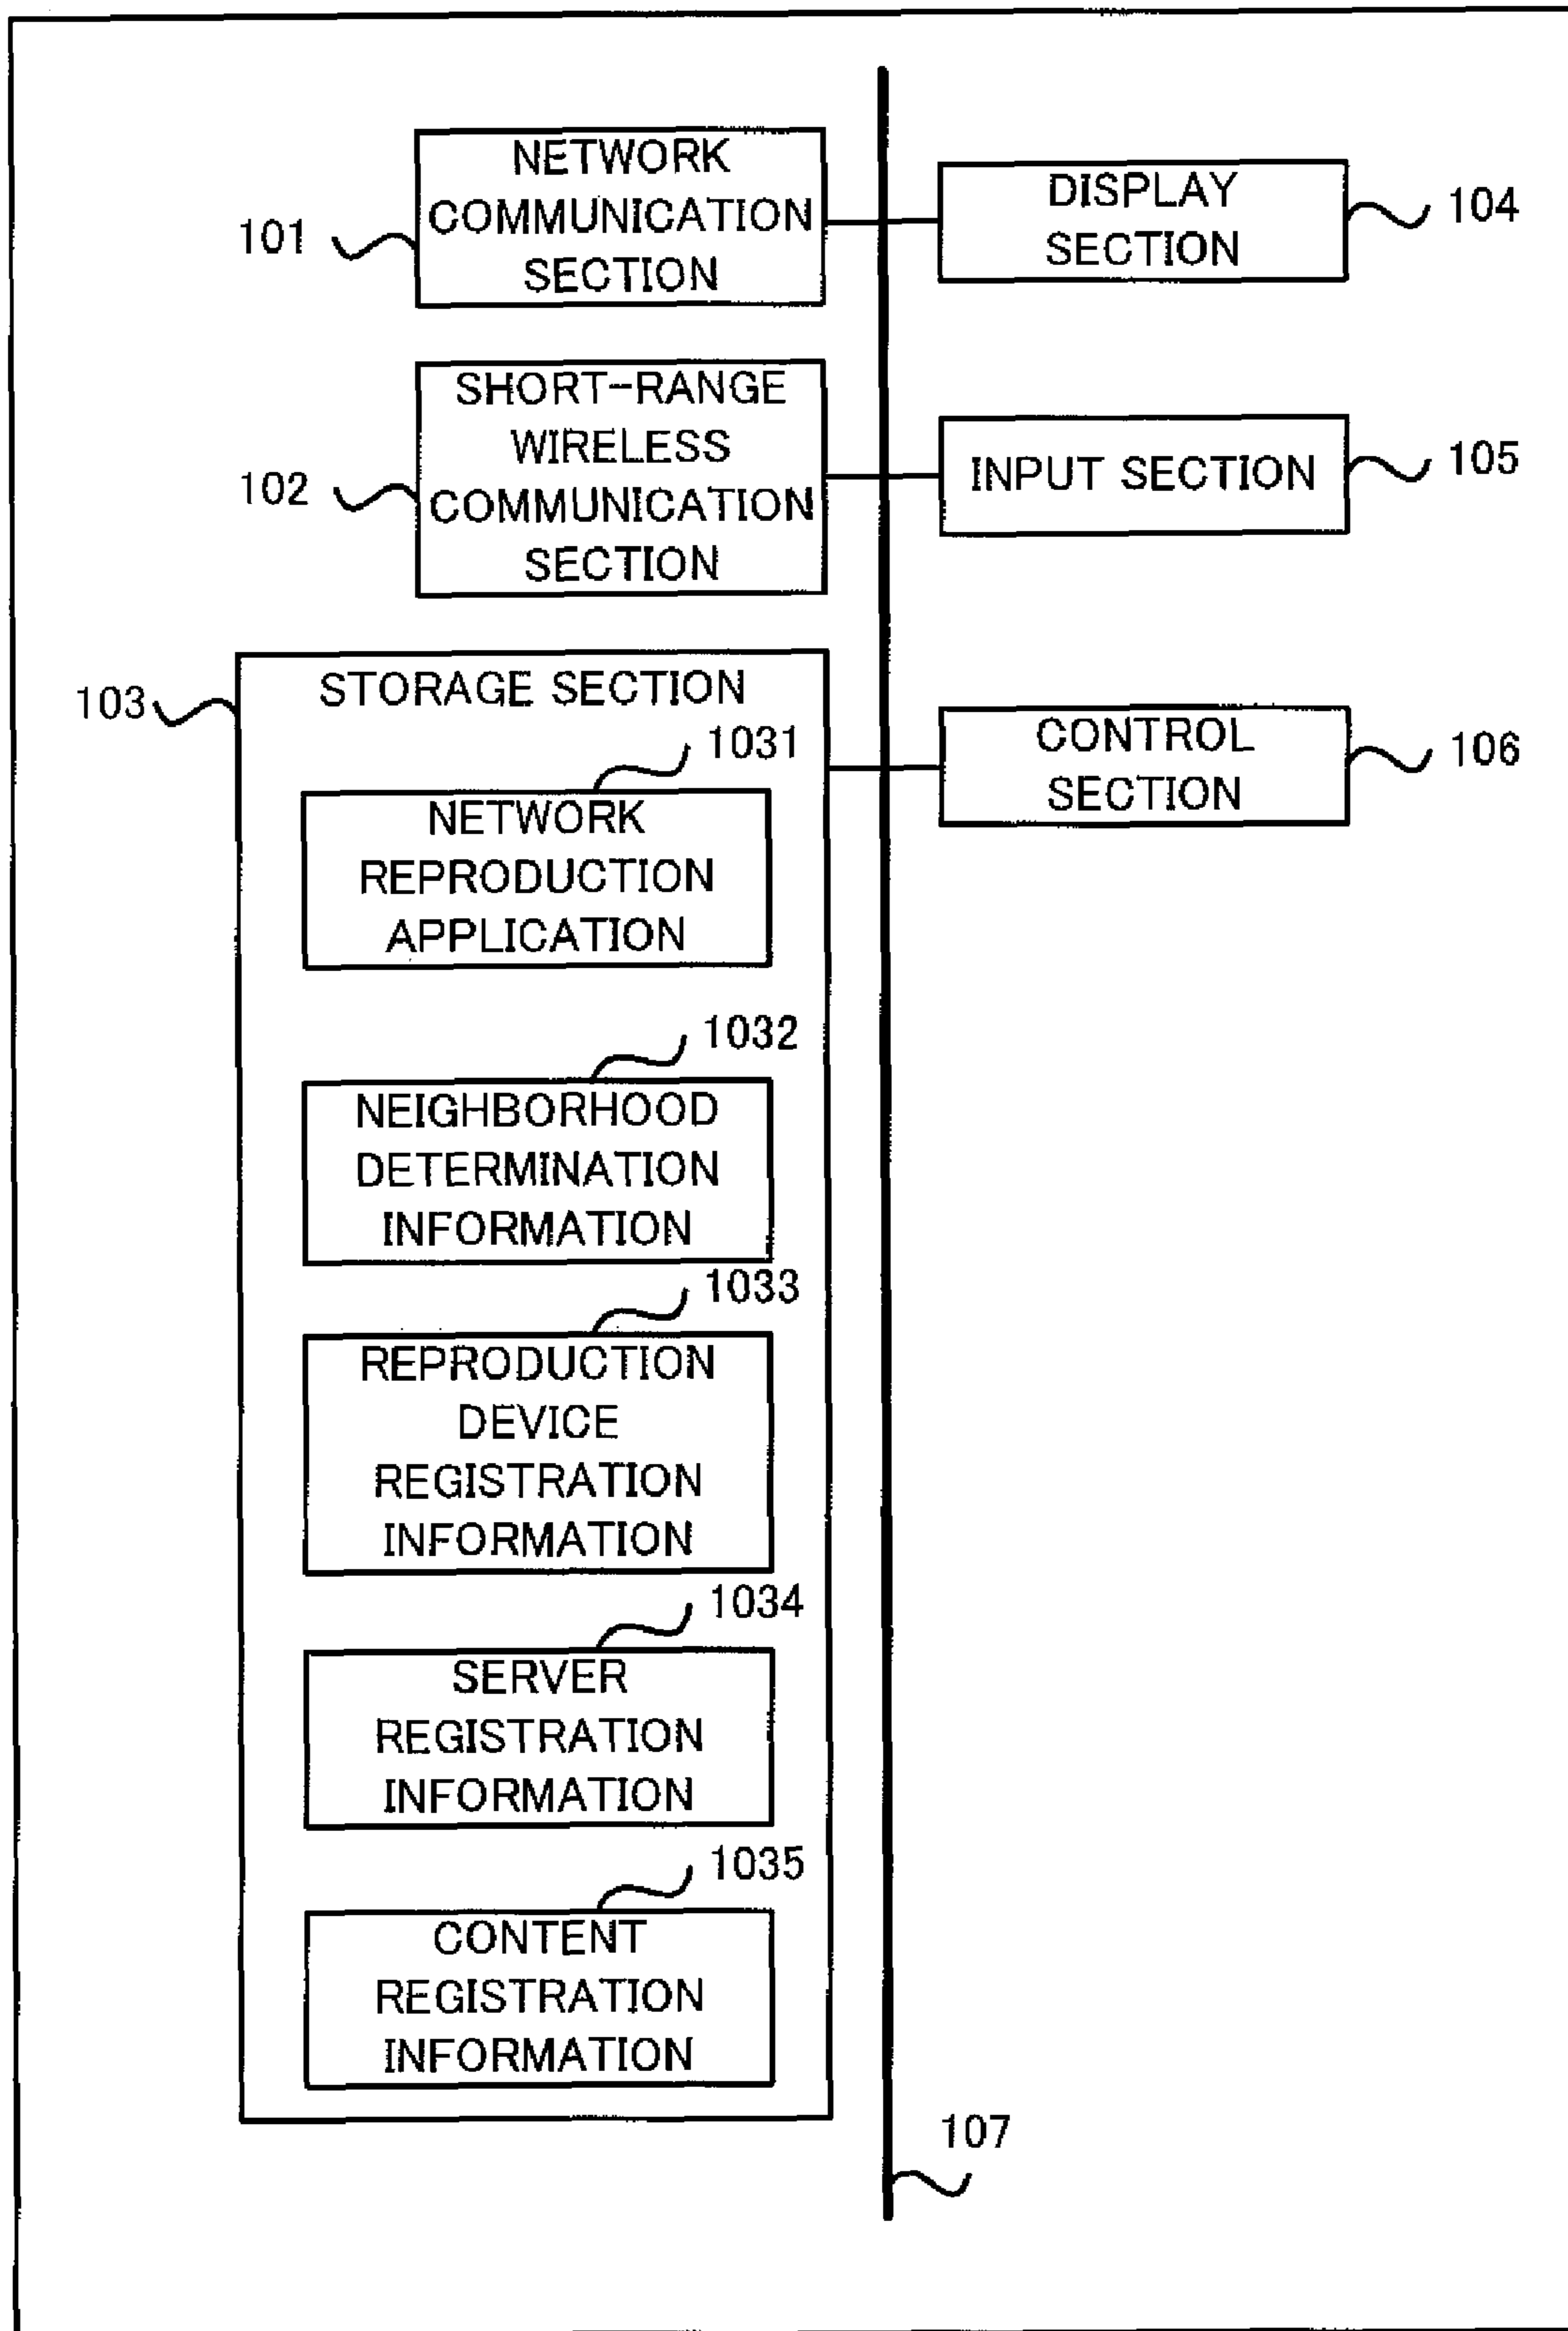 NETWORK
COMMUNICATION
SECTION
101
DISPLAY
SECTION
104
SHORT-RANGE
WIRELESS
COMMUNICATION
SECTION
102
INPUT SECTION
105
STORAGE SECTION
103
CONTROL
SECTION
106
1031
NETWORK
REPRODUCTION
APPLICATION
1032
NEIGHBORHOOD
DETERMINATION
INFORMATION
1033
REPRODUCTION
DEVICE
REGISTRATION
INFORMATION
1034
SERVER
REGISTRATION
INFORMATION
1035
CONTENT
REGISTRATION
INFORMATION
107